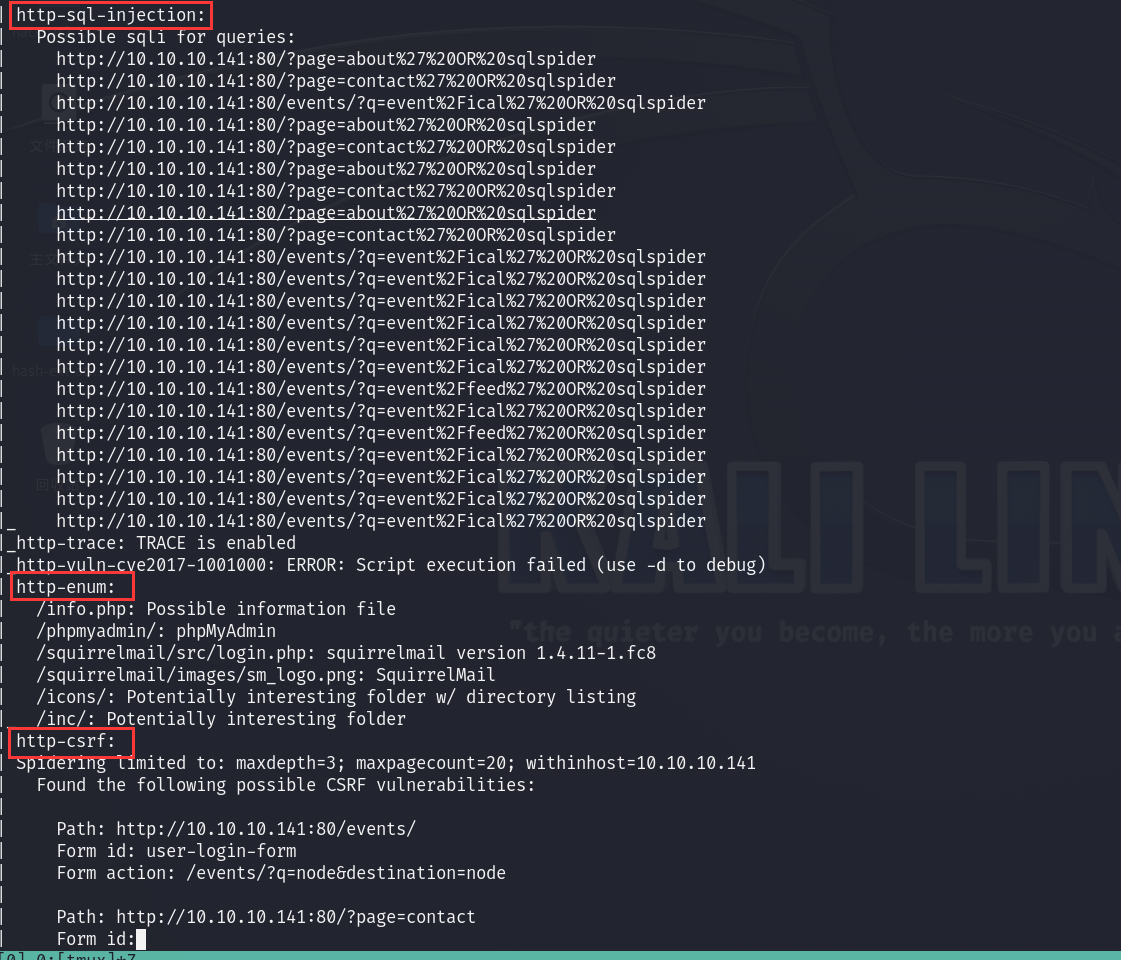 | http-sql-injection:
|   Possible sqli for queries:
|     http://10.10.10.141:80/?page=about%27%20OR%20sqlspider
|     http://10.10.10.141:80/?page=contact%27%20OR%20sqlspider
|     http://10.10.10.141:80/events/?q=event%2Fical%27%20OR%20sqlspider
|     http://10.10.10.141:80/?page=about%27%20OR%20sqlspider
|     http://10.10.10.141:80/?page=contact%27%20OR%20sqlspider
|     http://10.10.10.141:80/?page=about%27%20OR%20sqlspider
|     http://10.10.10.141:80/?page=contact%27%20OR%20sqlspider
|     http://10.10.10.141:80/?page=about%27%20OR%20sqlspider
|     http://10.10.10.141:80/?page=contact%27%20OR%20sqlspider
|     http://10.10.10.141:80/events/?q=event%2Fical%27%20OR%20sqlspider
|     http://10.10.10.141:80/events/?q=event%2Fical%27%20OR%20sqlspider
|     http://10.10.10.141:80/events/?q=event%2Fical%27%20OR%20sqlspider
|     http://10.10.10.141:80/events/?q=event%2Fical%27%20OR%20sqlspider
|     http://10.10.10.141:80/events/?q=event%2Fical%27%20OR%20sqlspider
|     http://10.10.10.141:80/events/?q=event%2Fical%27%20OR%20sqlspider
|     http://10.10.10.141:80/events/?q=event%2Ffeed%27%20OR%20sqlspider
|     http://10.10.10.141:80/events/?q=event%2Fical%27%20OR%20sqlspider
|     http://10.10.10.141:80/events/?q=event%2Ffeed%27%20OR%20sqlspider
|     http://10.10.10.141:80/events/?q=event%2Fical%27%20OR%20sqlspider
|     http://10.10.10.141:80/events/?q=event%2Fical%27%20OR%20sqlspider
|     http://10.10.10.141:80/events/?q=event%2Fical%27%20OR%20sqlspider
|_    http://10.10.10.141:80/events/?q=event%2Fical%27%20OR%20sqlspider
|_http-trace: TRACE is enabled
|_http-vuln-cve2017-1001000: ERROR: Script execution failed (use -d to debug)
| http-enum:
|   /info.php: Possible information file
|   /phpmyadmin/: phpMyAdmin
|   /squirrelmail/src/login.php: squirrelmail version 1.4.11-1.fc8
|   /squirrelmail/images/sm_logo.png: SquirrelMail
|   /icons/: Potentially interesting folder w/ directory listing
|_  /inc/: Potentially interesting folder
| http-csrf:
| Spidering limited to: maxdepth=3; maxpagecount=20; withinhost=10.10.10.141
|   Found the following possible CSRF vulnerabilities:
|
|     Path: http://10.10.10.141:80/events/
|     Form id: user-login-form
|     Form action: /events/?q=node&destination=node
|
|     Path: http://10.10.10.141:80/?page=contact
|     Form id:
[0] 0:[tmux]*Z
KALI LIN
"the quieter you become, the more you a